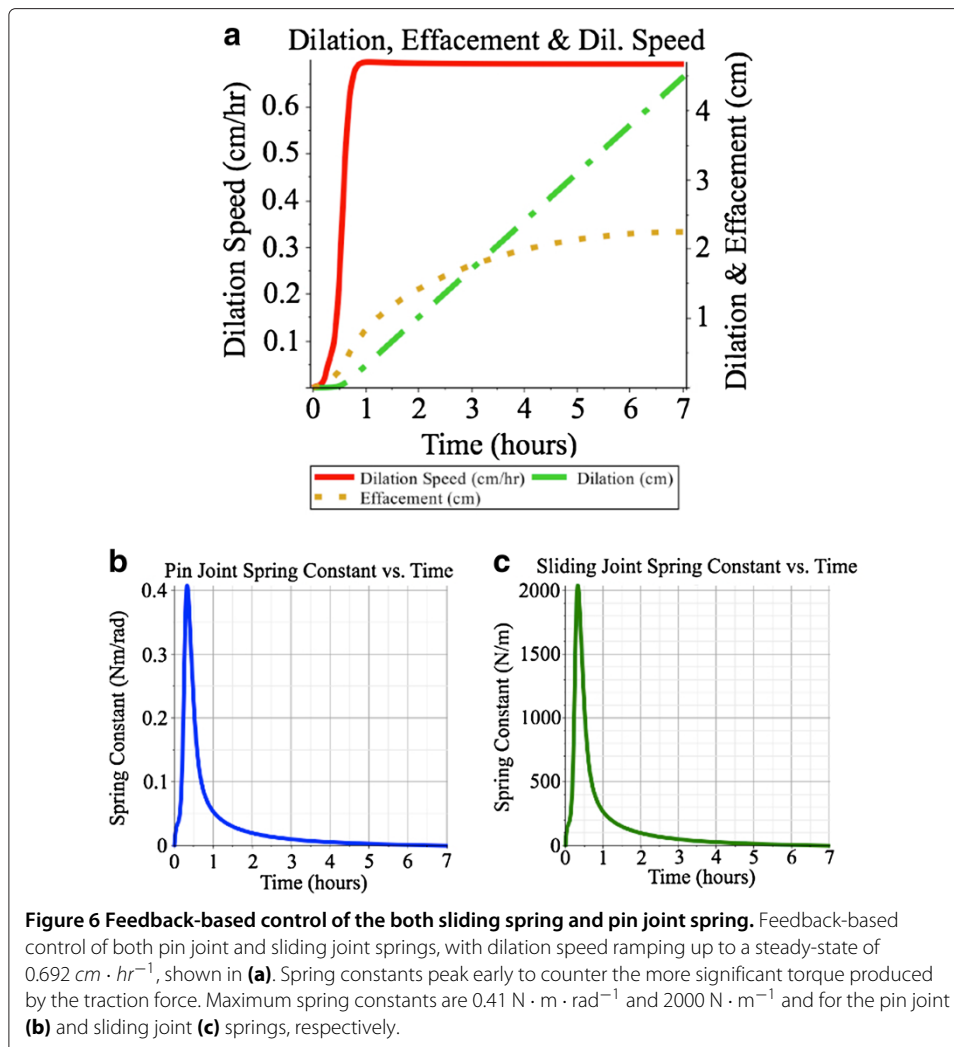 a
Dilation, Effacement & Dil. Speed
Dilation Speed (cm/hr)
0.6
0.5
0.4
0.3
0.2
0.1
4
3
2
1
Dilation & Effacement (cm)
0 1 2 3 4 5 6 7
Time (hours)
Dilation Speed (cm/hr) Dilation (cm)
Effacement (cm)
b
Pin Joint Spring Constant vs. Time
Spring Constant (Nm/rad)
0.4
0.3
0.2
0.1
0
0 1 2 3 4 5 6 7
Time (hours)
c
Sliding Joint Spring Constant vs. Time
Spring Constant (N/m)
2000
1500
1000
500
0
0 1 2 3 4 5 6 7
Time (hours)
Figure 6 Feedback-based control of the both sliding spring and pin joint spring. Feedback-based
control of both pin joint and sliding joint springs, with dilation speed ramping up to a steady-state of
0.692 cm · hr⁻¹, shown in (a). Spring constants peak early to counter the more significant torque produced
by the traction force. Maximum spring constants are 0.41 N · m · rad⁻¹ and 2000 N · m⁻¹ and for the pin joint
(b) and sliding joint (c) springs, respectively.